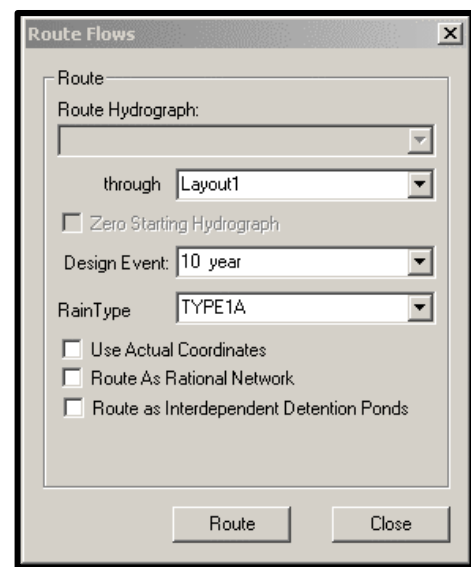 Route Flows
Route
Route Hydrograph:
through Layout1
Zero Starting Hydrograph
Design Event: 10 year
RainType TYPE1A
Use Actual Coordinates
Route As Rational Network
Route as Interdependent Detention Ponds
Route Close